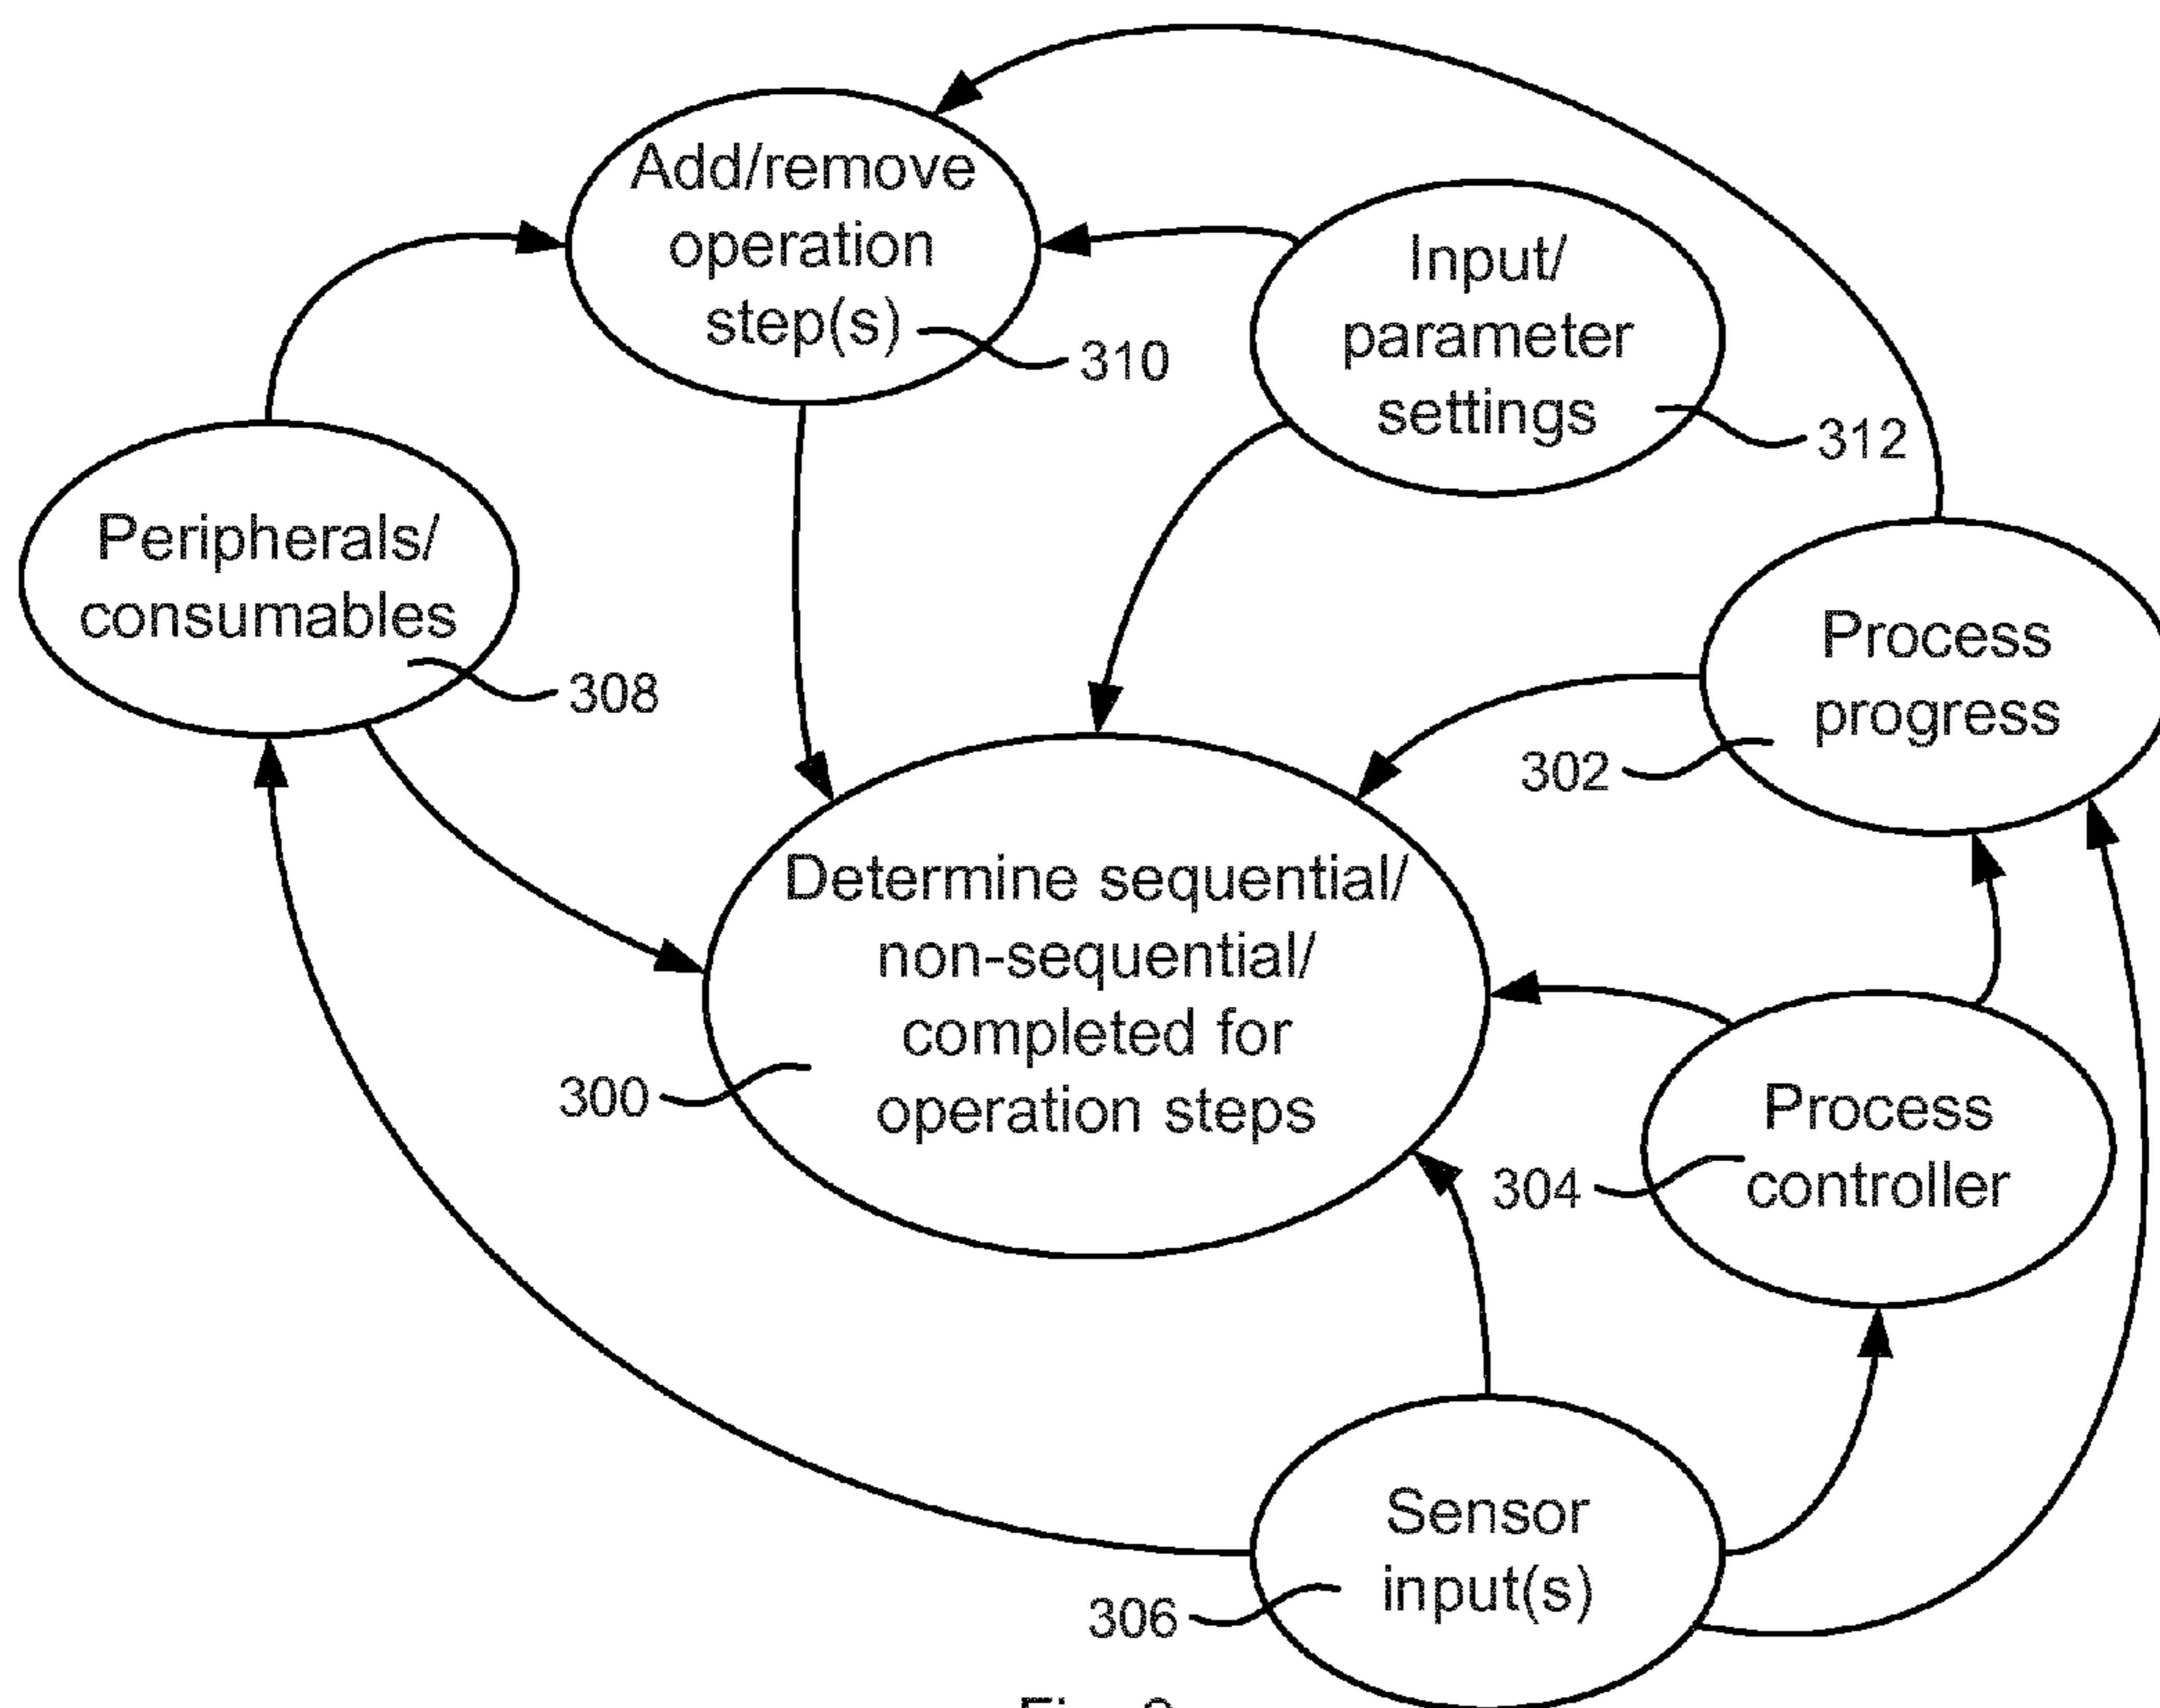 Add/remove
operation
step(s)
310
Input/
parameter
settings
312
Peripherals/
consumables
308
Process
progress
302
Determine sequential/
non-sequential/
completed for
operation steps
300
Process
controller
304
Sensor
input(s)
306